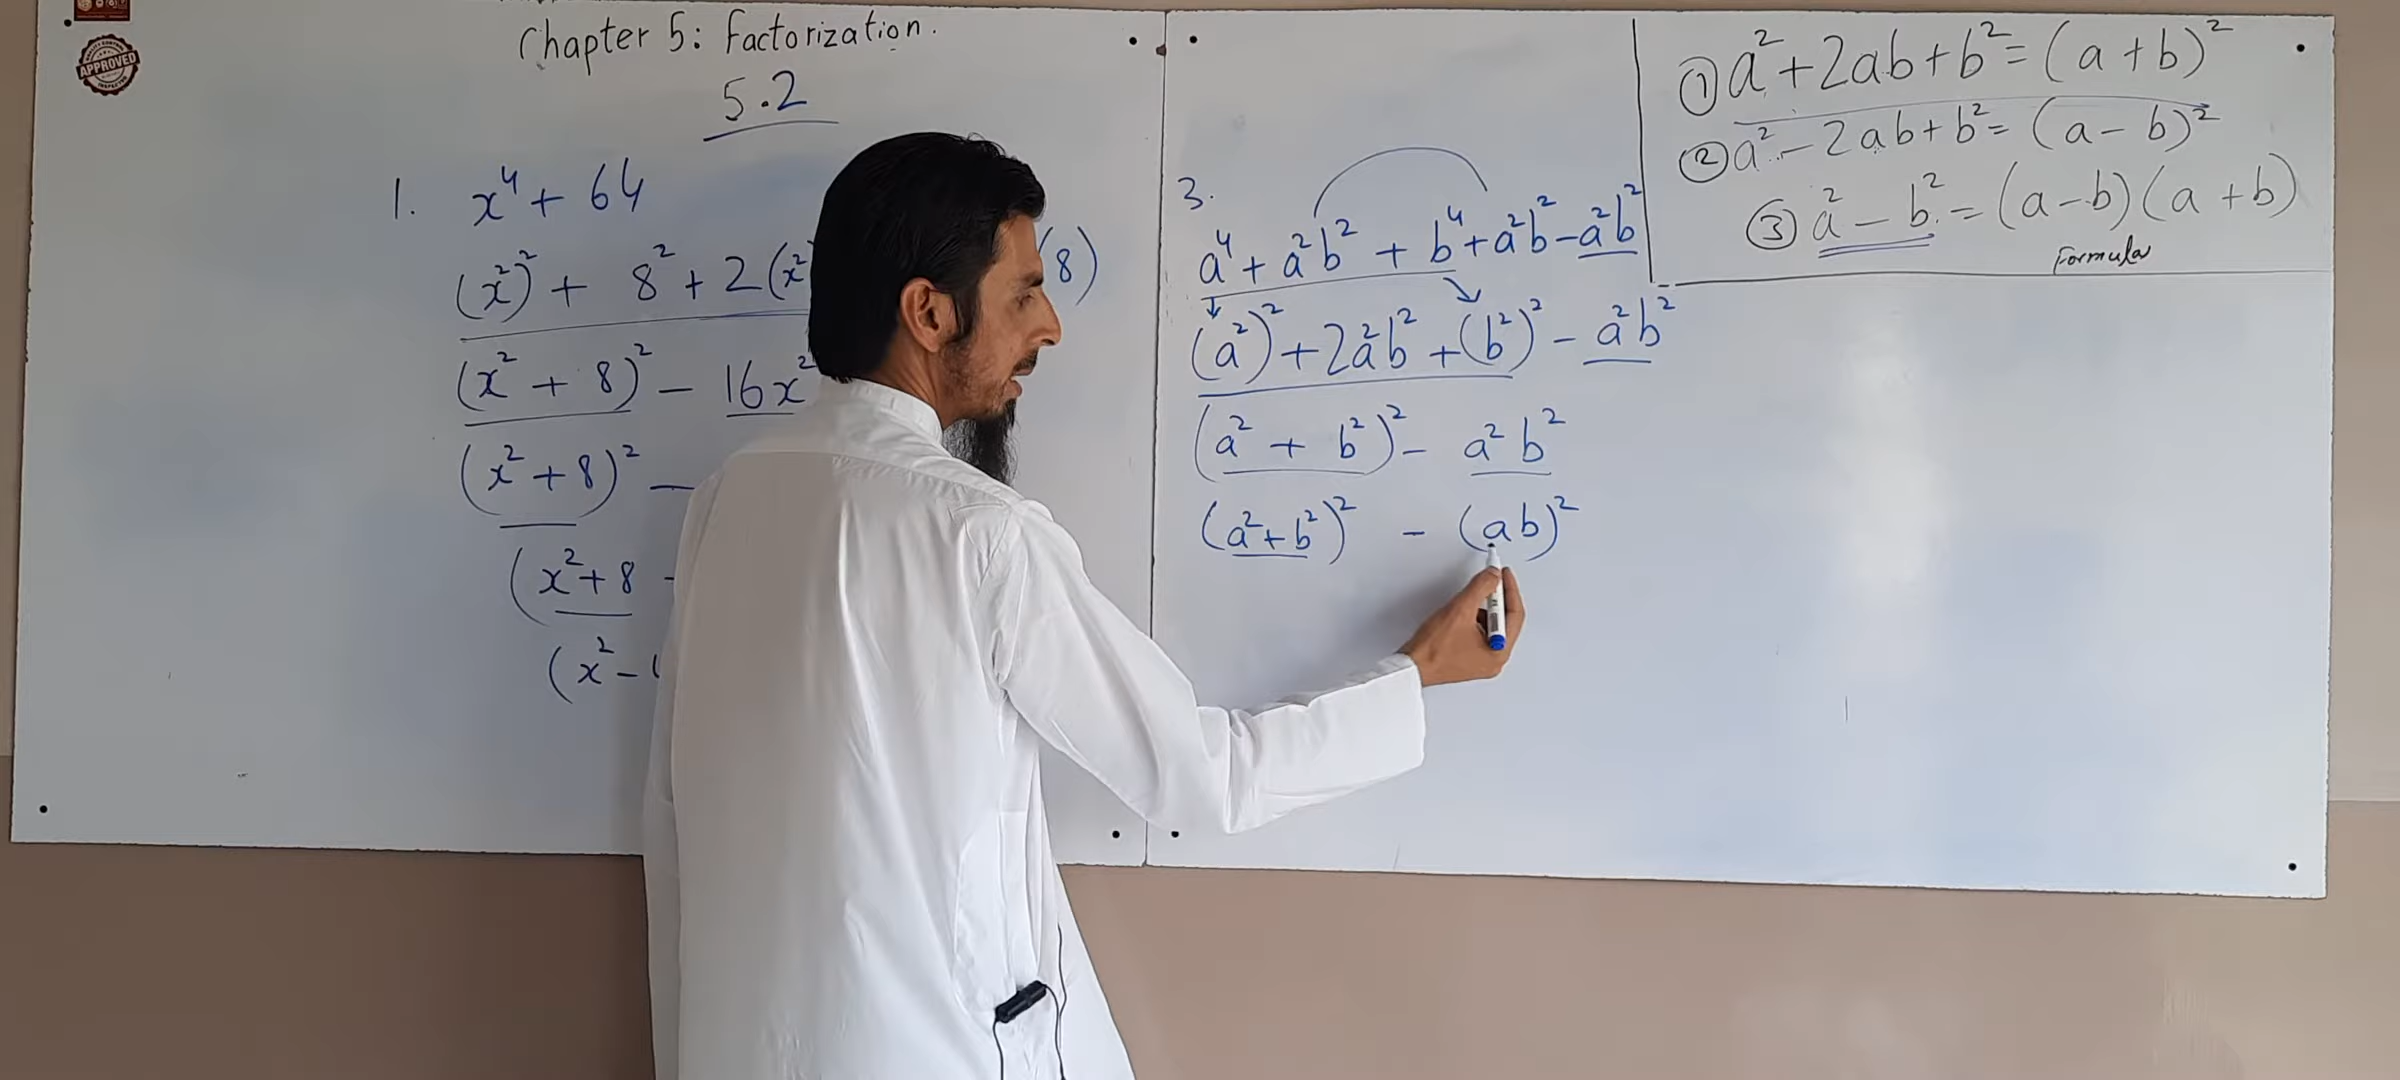 APPROVED
Chapter 5: Factorization.
5.2
1. x⁴ + 64
(x²)² + 8² + 2(x² (8)
(x² + 8)² - 16x²
(x² + 8)² -
(x² + 8 -
(x² -
3.
a⁴ + a²b² + b⁴ + a²b² - a²b²
(a²)² + 2a²b² + (b²)² - a²b²
(a² + b²)² - a²b²
(a² + b²)² - (ab)²
① a² + 2ab + b² = (a + b)²
② a² - 2ab + b² = (a - b)²
③ a² - b² = (a - b)(a + b)
Formula